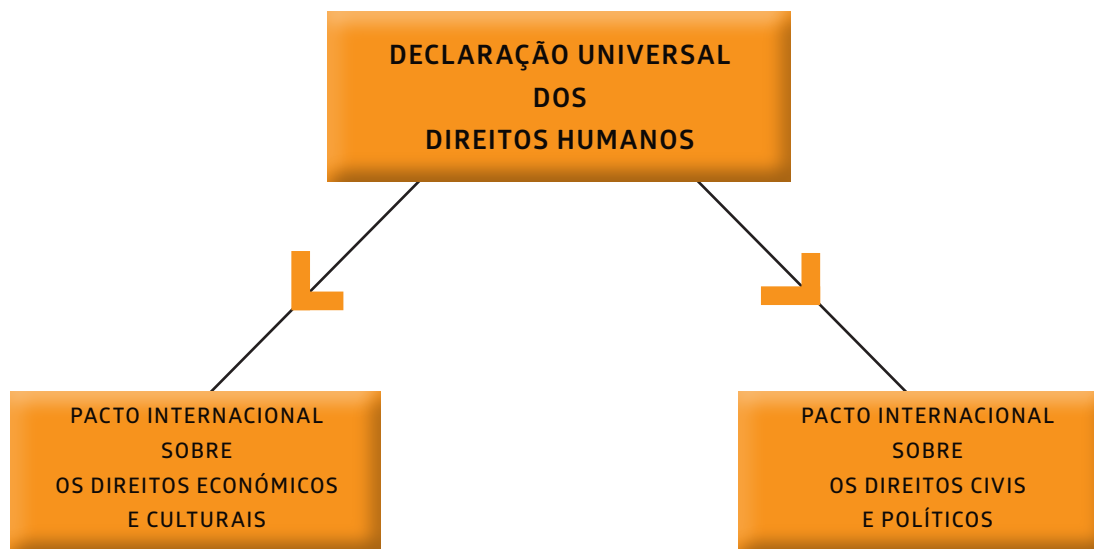 DECLARAÇÃO UNIVERSAL
DOS
DIREITOS HUMANOS
PACTO INTERNACIONAL
SOBRE
OS DIREITOS ECONÓMICOS
E CULTURAIS
PACTO INTERNACIONAL
SOBRE
OS DIREITOS CIVIS
E POLÍTICOS